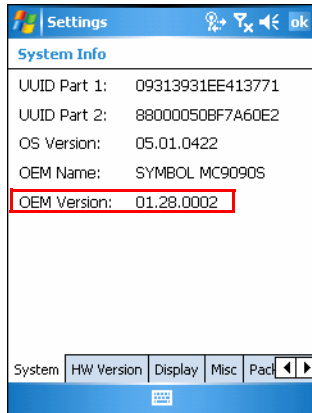 Settings ok
System Info
UUID Part 1: 09313931EE413771
UUID Part 2: 88000050BF7A60E2
OS Version: 05.01.0422
OEM Name: SYMBOL MC9090S
OEM Version: 01.28.0002
System HW Version Display Misc Pack